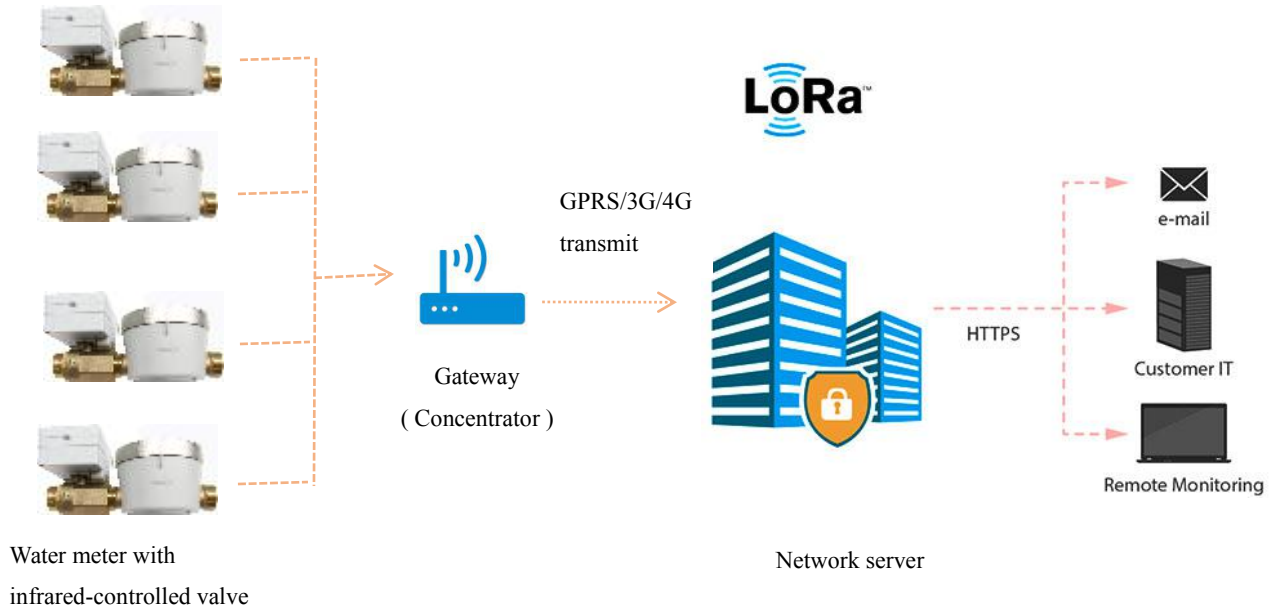 LoRa™
GPRS/3G/4G
transmit
e-mail
HTTPS
Customer IT
Gateway
( Concentrator )
Remote Monitoring
Water meter with
infrared-controlled valve
Network server